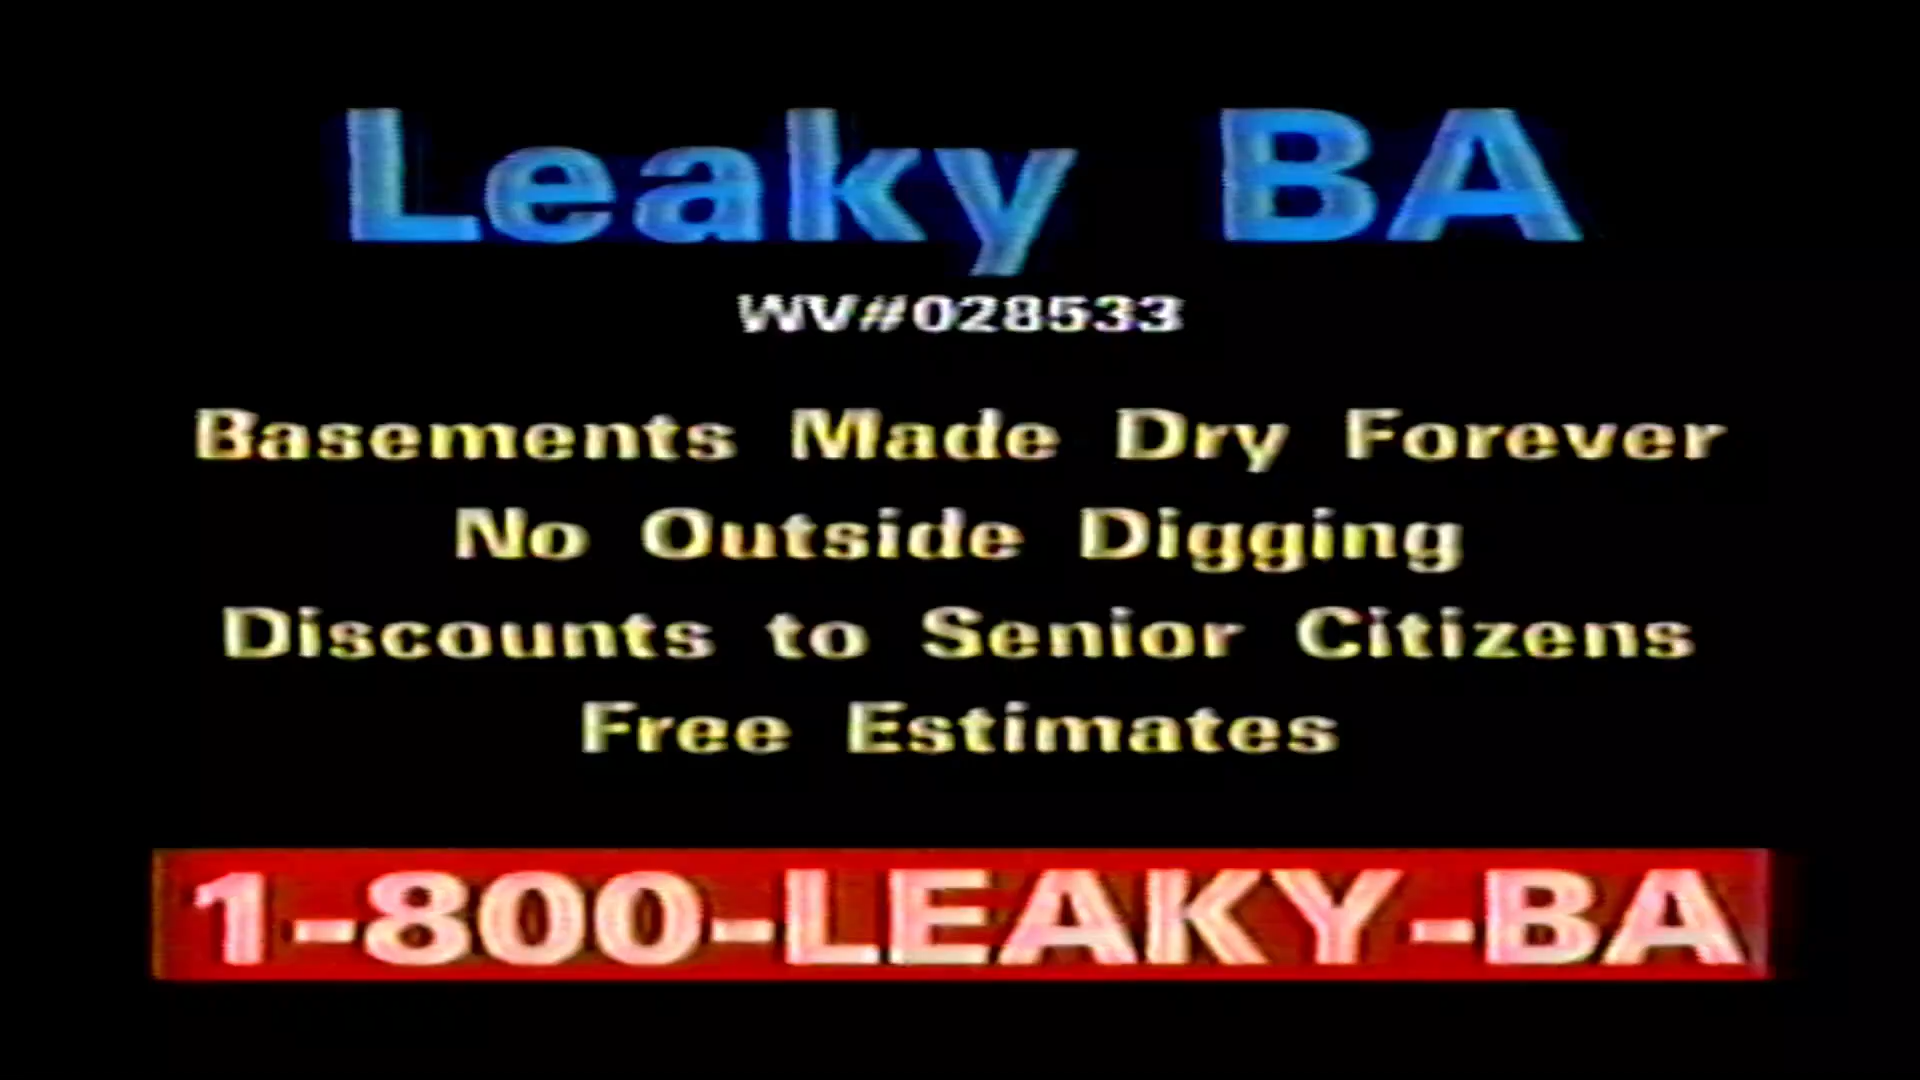 Leaky BA
WV#028533
Basements Made Dry Forever
No Outside Digging
Discounts to Senior Citizens
Free Estimates
1-800-LEAKY-BA